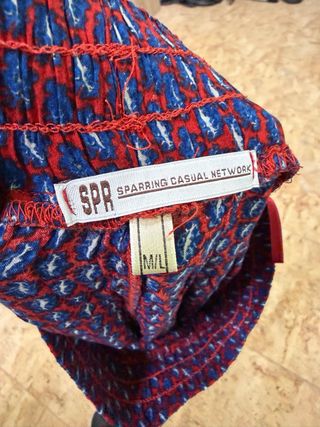 SPR SPARRING CASUAL NETWORK
M/L